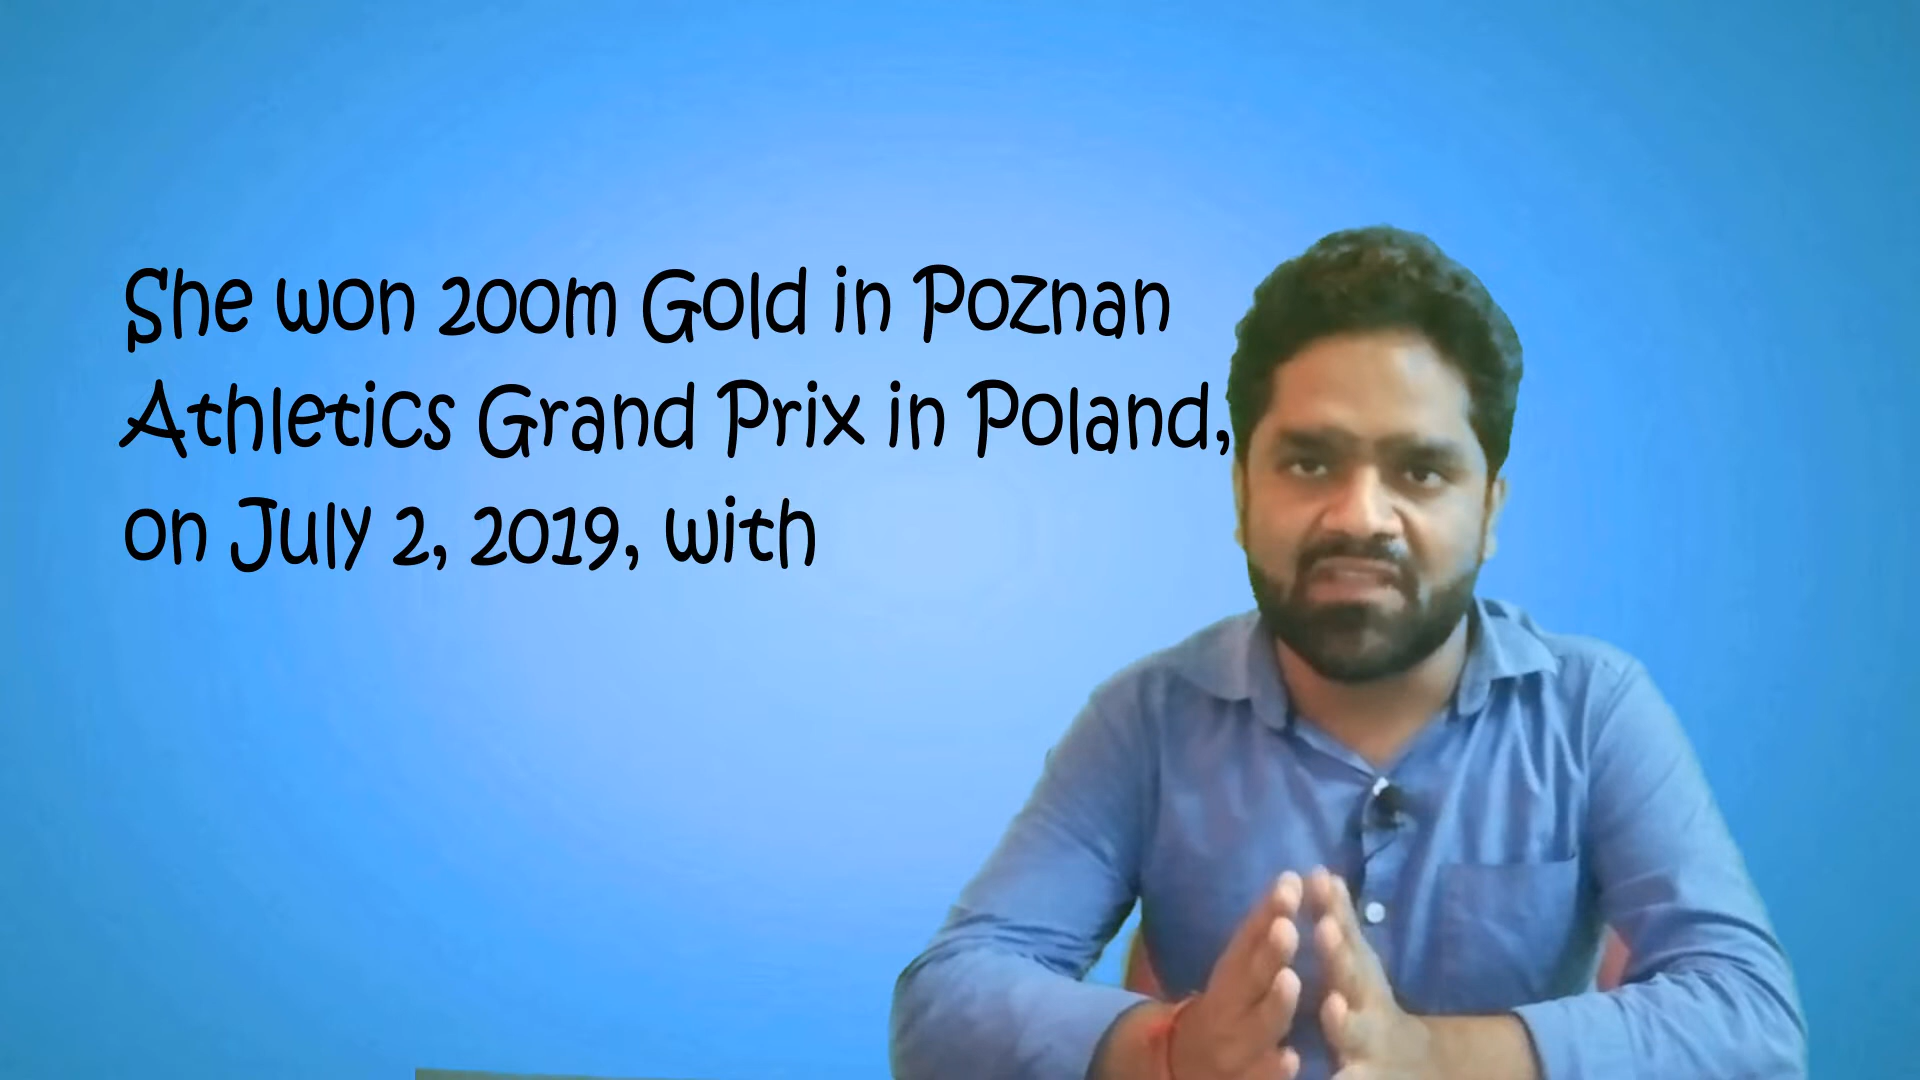 She won 200m Gold in Poznan
Athletics Grand Prix in Poland,
on July 2, 2019, with